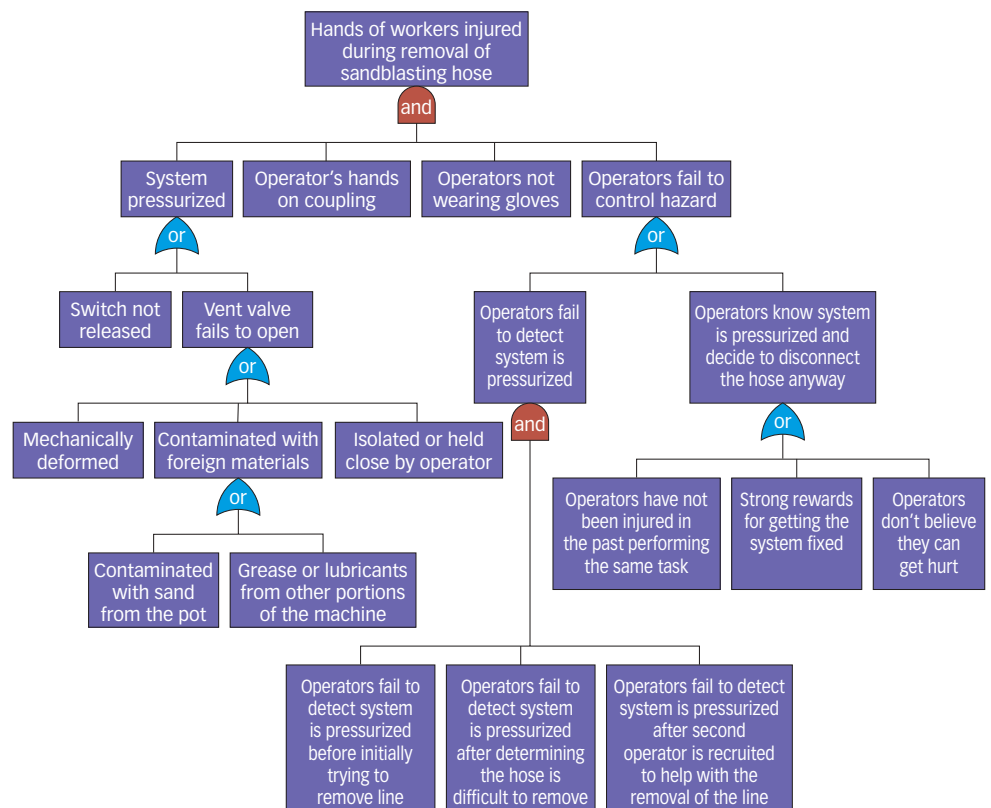 Hands of workers injured
during removal of
sandblasting hose
and
System
pressurized
Operator's hands
on coupling
Operators not
wearing gloves
Operators fail to
control hazard
or
or
Switch not
released
Vent valve
fails to open
Operators fail
to detect
system is
pressurized
Operators know system
is pressurized and
decide to disconnect
the hose anyway
or
and
or
Mechanically
deformed
Contaminated with
foreign materials
Isolated or held
close by operator
or
Operators have not
been injured in
the past performing
the same task
Strong rewards
for getting the
system fixed
Operators
don't believe
they can
get hurt
Contaminated
with sand
from the pot
Grease or lubricants
from other portions
of the machine
Operators fail to
detect system
is pressurized
before initially
trying to
remove line
Operators fail to
detect system
is pressurized
after determining
the hose is
difficult to remove
Operators fail to detect
system is pressurized
after second
operator is recruited
to help with the
removal of the line